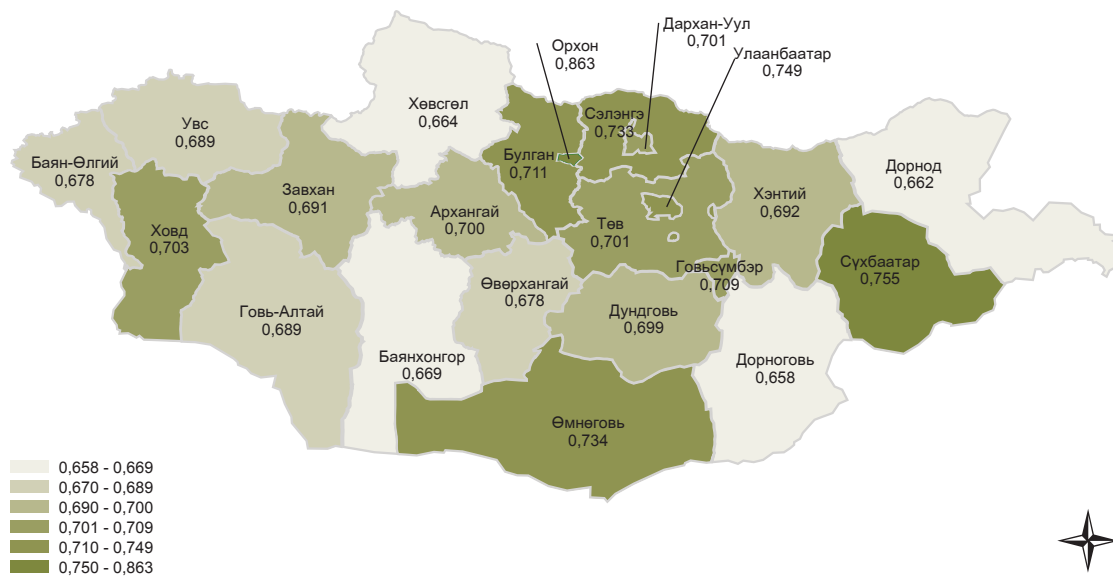 Дархан-Уул
0,701
Орхон
0,863
Улаанбаатар
0,749
Хөвсгөл
0,664
Сэлэнгэ
0,733
Увс
0,689
Баян-Өлгий
0,678
Булган
0,711
Дорнод
0,662
Завхан
0,691
Хэнтий
0,692
Архангай
0,700
Ховд
0,703
Төв
0,701
Говьсүмбэр
0,709
Сүхбаатар
0,755
Өвөрхангай
0,678
Говь-Алтай
0,689
Дундговь
0,699
Баянхонгор
0,669
Дорноговь
0,658
Өмнөговь
0,734
0,658 - 0,669
0,670 - 0,689
0,690 - 0,700
0,701 - 0,709
0,710 - 0,749
0,750 - 0,863